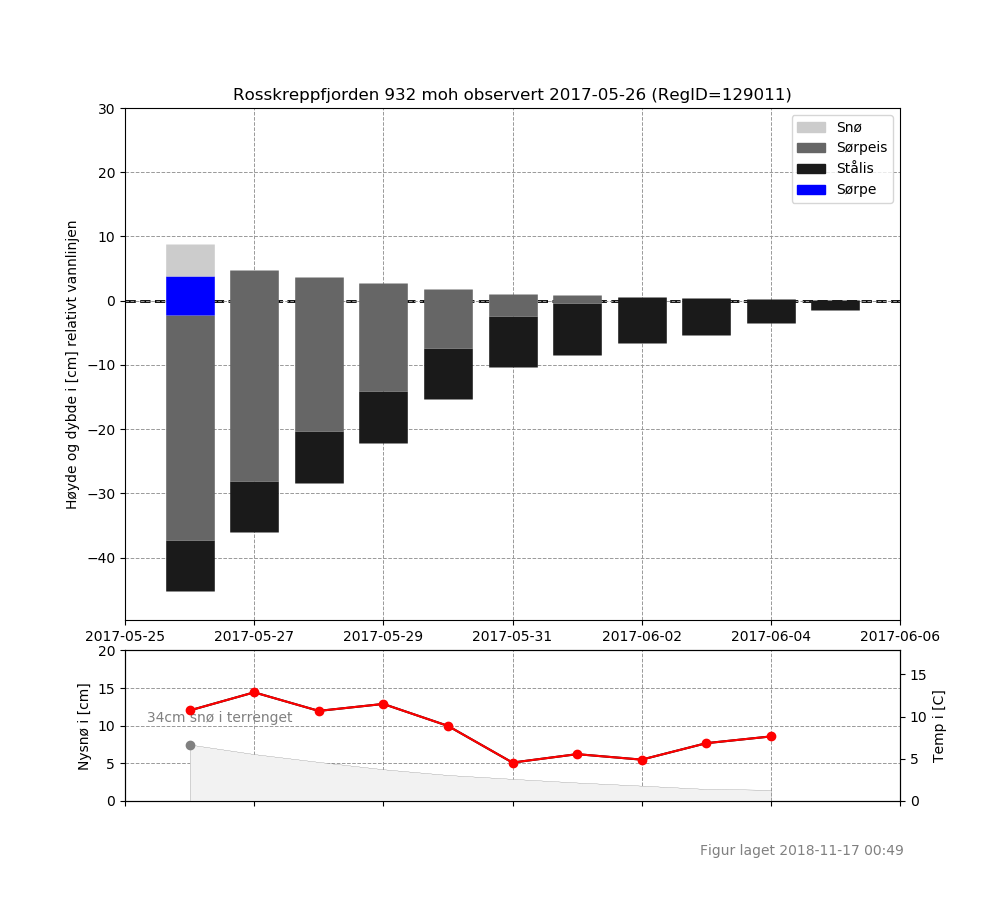 Rosskreppfjorden 932 moh observert 2017-05-26 (RegID=129011)
Høyde og dybde i [cm] relativt vannlinjen
30
20
10
0
−10
−20
−30
−40
Snø
Sørpeis
Stålis
Sørpe
2017-05-25 2017-05-27 2017-05-29 2017-05-31 2017-06-02 2017-06-04 2017-06-06
Nysnø i [cm]
20
15
10
5
0
34cm snø i terrenget
15
10
5
0
Temp i [C]
Figur laget 2018-11-17 00:49